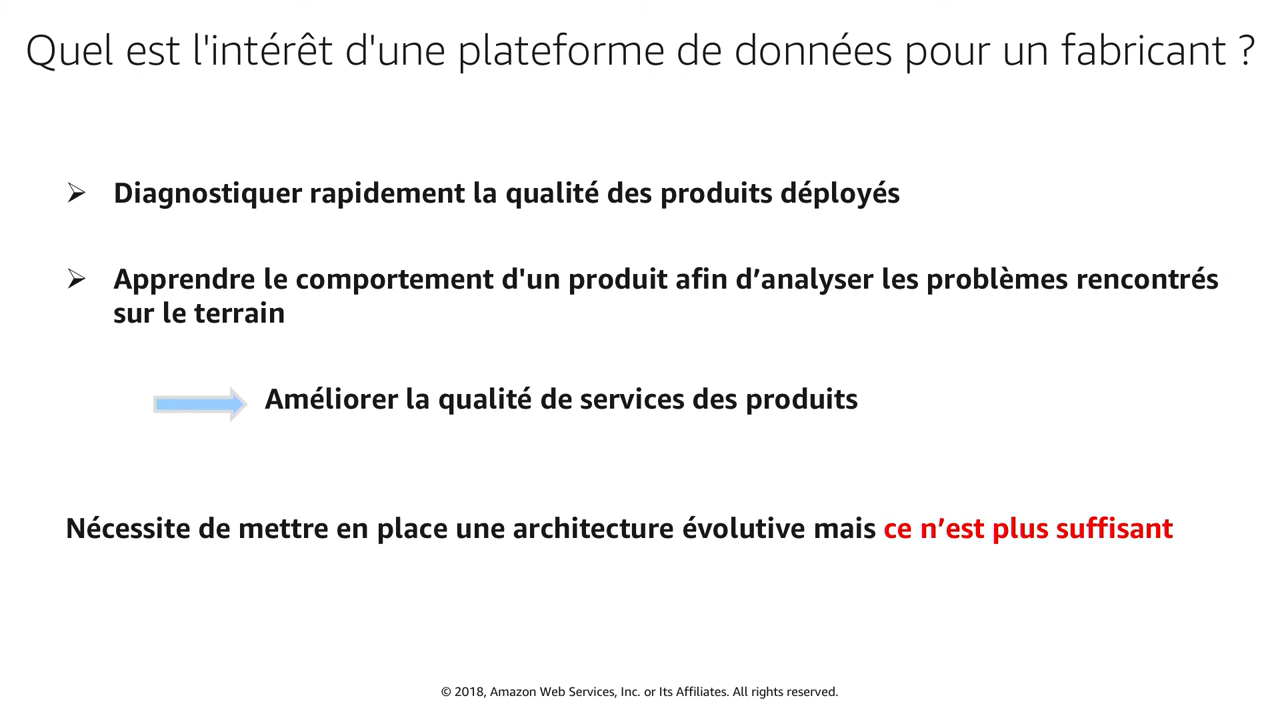 Quel est l'intérêt d'une plateforme de données pour un fabricant ?
➢ Diagnostiquer rapidement la qualité des produits déployés
➢ Apprendre le comportement d'un produit afin d’analyser les problèmes rencontrés
sur le terrain
Améliorer la qualité de services des produits
Nécessite de mettre en place une architecture évolutive mais ce n’est plus suffisant
© 2018, Amazon Web Services, Inc. or Its Affiliates. All rights reserved.